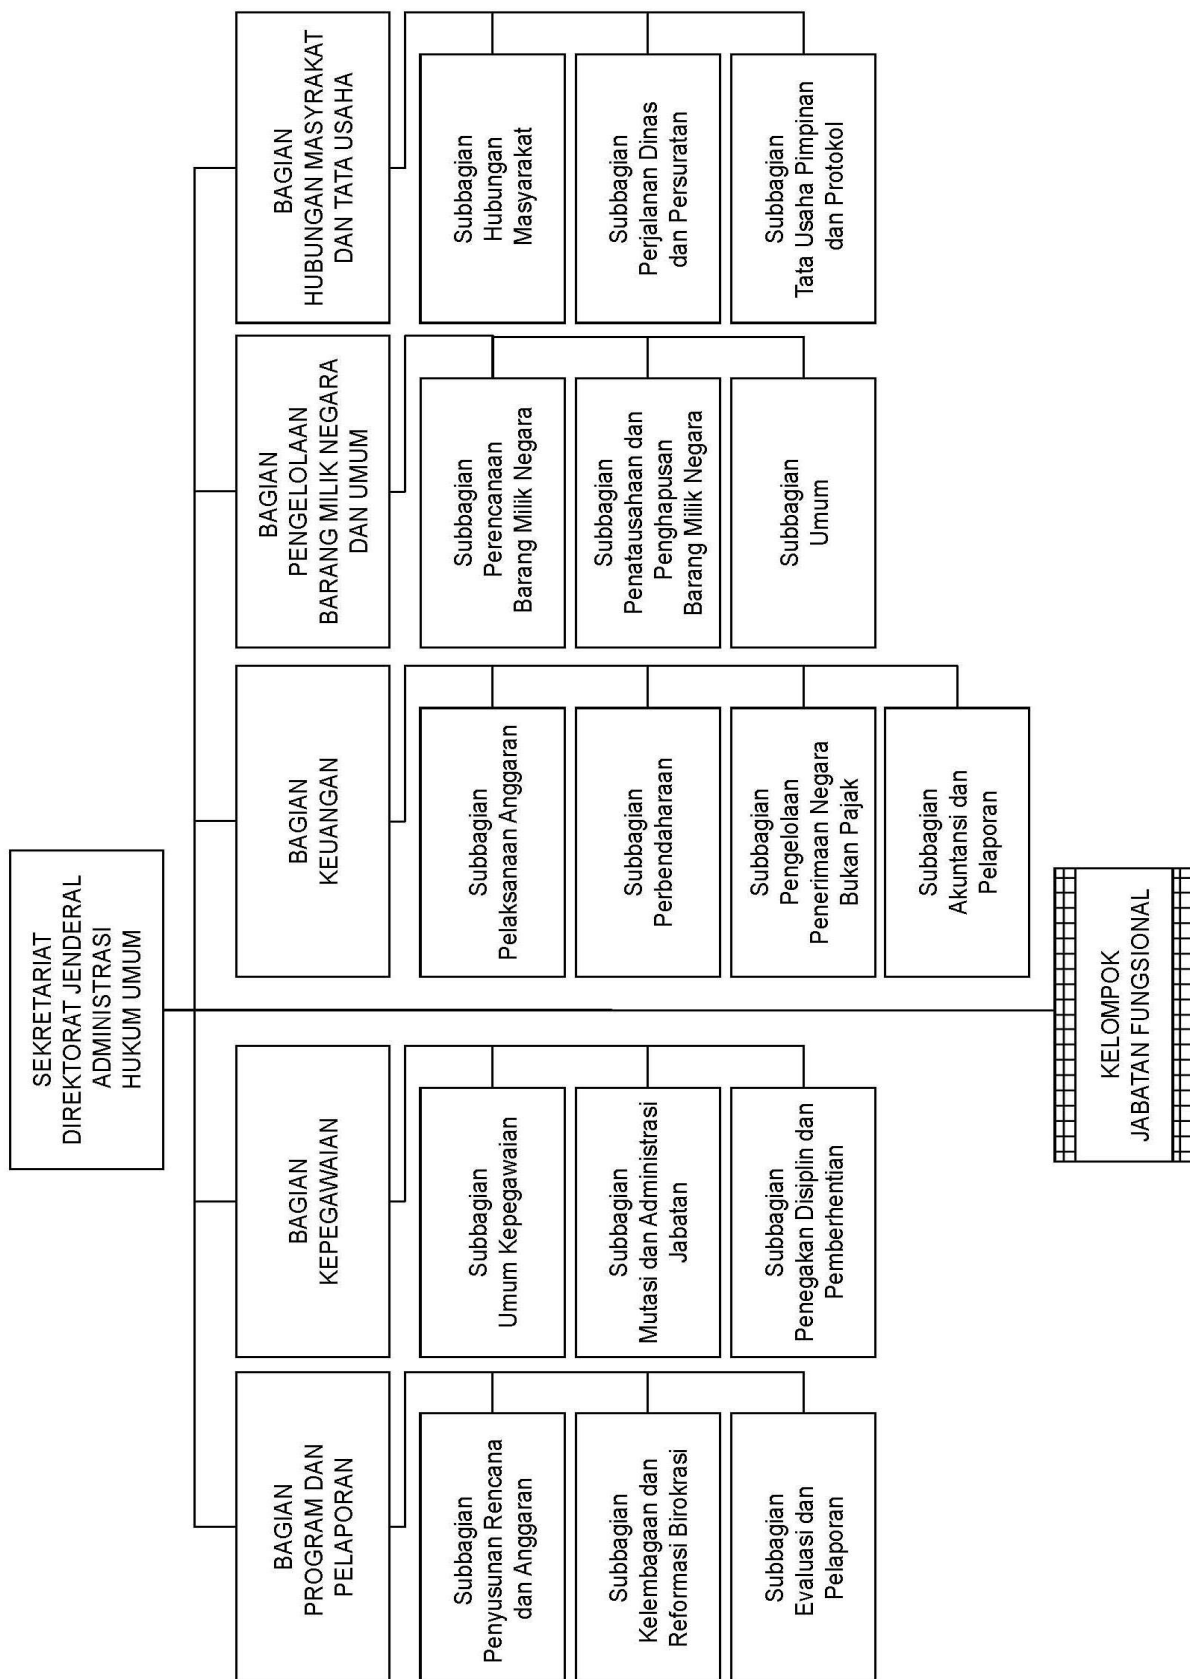 SEKRETARIAT
DIREKTORAT JENDERAL
ADMINISTRASI
HUKUM UMUM
BAGIAN
PROGRAM DAN
PELAPORAN
BAGIAN
KEPEGAWAIAN
BAGIAN
KEUANGAN
BAGIAN
PENGELOLAAN
BARANG MILIK NEGARA
DAN UMUM
BAGIAN
HUBUNGAN MASYRAKAT
DAN TATA USAHA
Subbagian
Penyusunan Rencana
dan Anggaran
Subbagian
Umum Kepegawaian
Subbagian
Pelaksanaan Anggaran
Subbagian
Perencanaan
Barang Milik Negara
Subbagian
Hubungan
Masyarakat
Subbagian
Kelembagaan dan
Reformasi Birokrasi
Subbagian
Mutasi dan Administrasi
Jabatan
Subbagian
Perbendaharaan
Subbagian
Penatausahaan dan
Penghapusan
Barang Milik Negara
Subbagian
Perjalanan Dinas
dan Persuratan
Subbagian
Evaluasi dan
Pelaporan
Subbagian
Penegakan Disiplin dan
Pemberhentian
Subbagian
Pengelolaan
Penerimaan Negara
Bukan Pajak
Subbagian
Umum
Subbagian
Tata Usaha Pimpinan
dan Protokol
Subbagian
Akuntansi dan
Pelaporan
KELOMPOK
JABATAN FUNGSIONAL